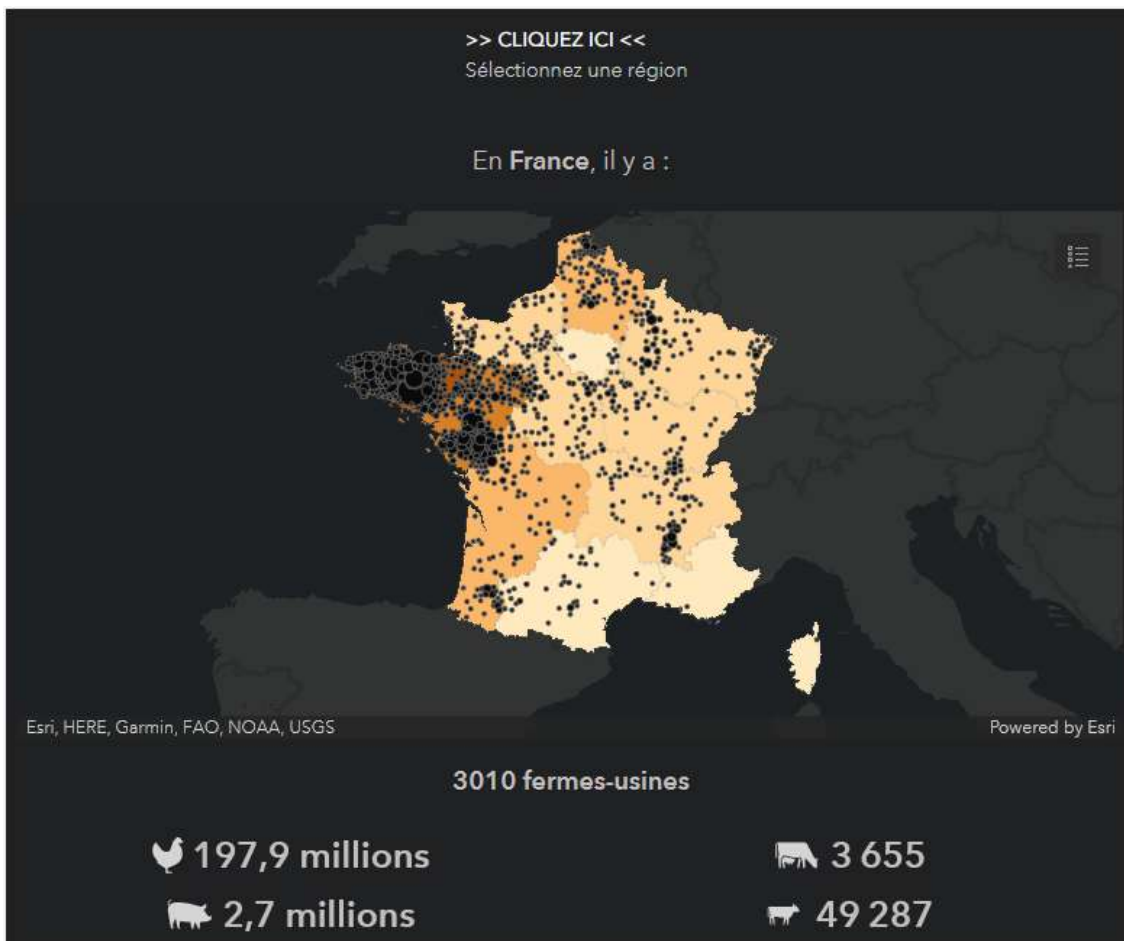 >> CLIQUEZ ICI <<
Sélectionnez une région
En France, il y a :
Esri, HERE, Garmin, FAO, NOAA, USGS
Powered by Esri
3010 fermes-usines
197,9 millions
3 655
2,7 millions
49 287